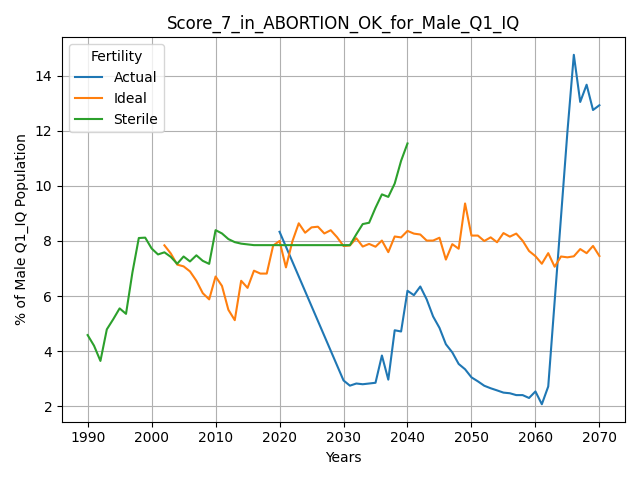 Score_7_in_ABORTION_OK_for_Male_Q1_IQ
Fertility
Actual
Ideal
Sterile
% of Male Q1_IQ Population
14
12
10
8
6
4
2
1990 2000 2010 2020 2030 2040 2050 2060 2070
Years